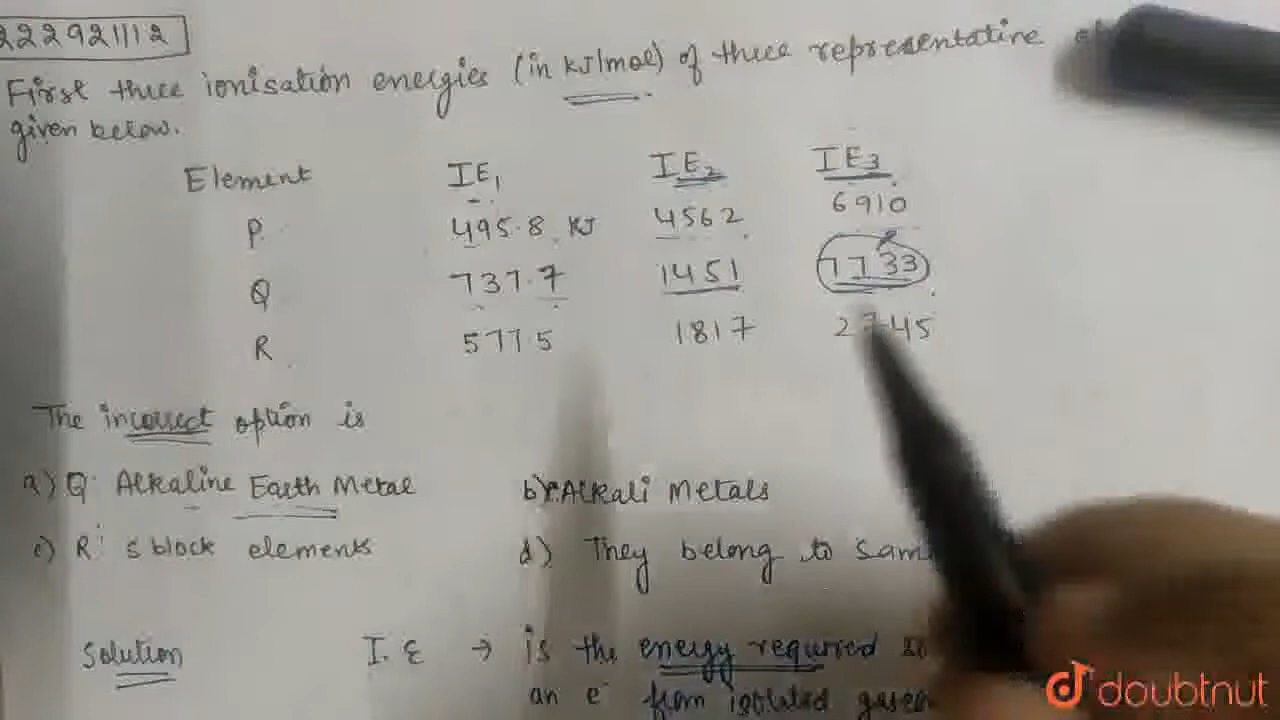 222921112
First three ionisation energies (in kJ/mol) of three representative
given below.
Element IE1 IE2 IE3
P. 495.8 KJ 4562 6910
Q 737.7 1451 7733
R 577.5 1817 2745
The incorrect option is
a) Q: Alkaline Earth Metal b) P: Alkali Metals
c) R: s block elements d) They belong to
Solution I.E → is the energy required
an e⁻ from isolated
doubtnut